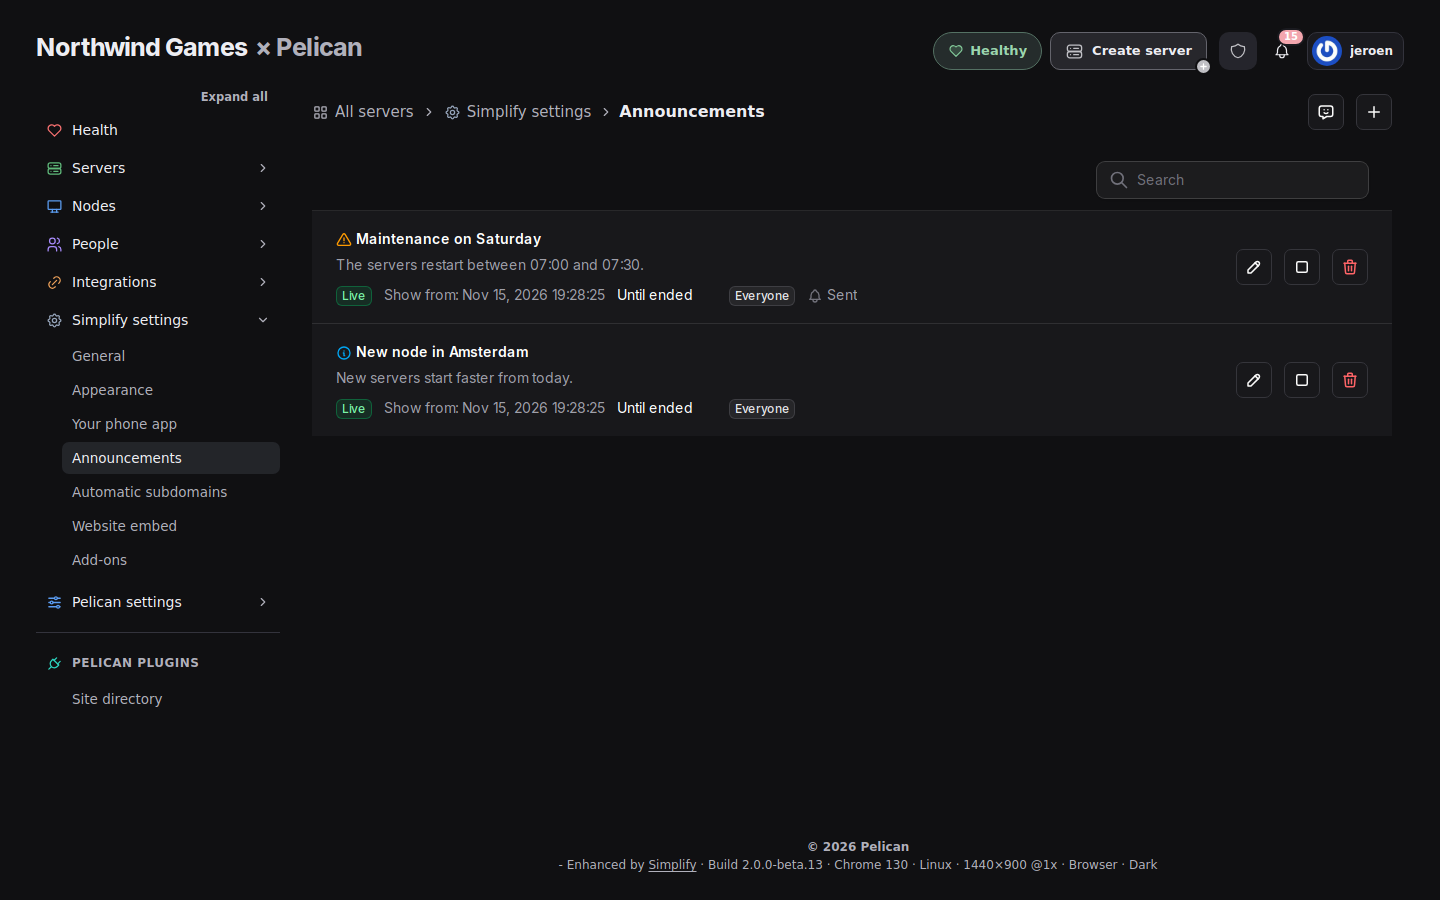 Northwind Games × Pelican
Healthy
Create server
15
jeroen
Expand all
Health
Servers
Nodes
People
Integrations
Simplify settings
General
Appearance
Your phone app
Announcements
Automatic subdomains
Website embed
Add-ons
Pelican settings
PELICAN PLUGINS
Site directory
All servers > Simplify settings > Announcements
Search
Maintenance on Saturday
The servers restart between 07:00 and 07:30.
Live Show from: Nov 15, 2026 19:28:25 Until ended Everyone Sent
New node in Amsterdam
New servers start faster from today.
Live Show from: Nov 15, 2026 19:28:25 Until ended Everyone
© 2026 Pelican
- Enhanced by Simplify · Build 2.0.0-beta.13 · Chrome 130 · Linux · 1440×900 @1x · Browser · Dark